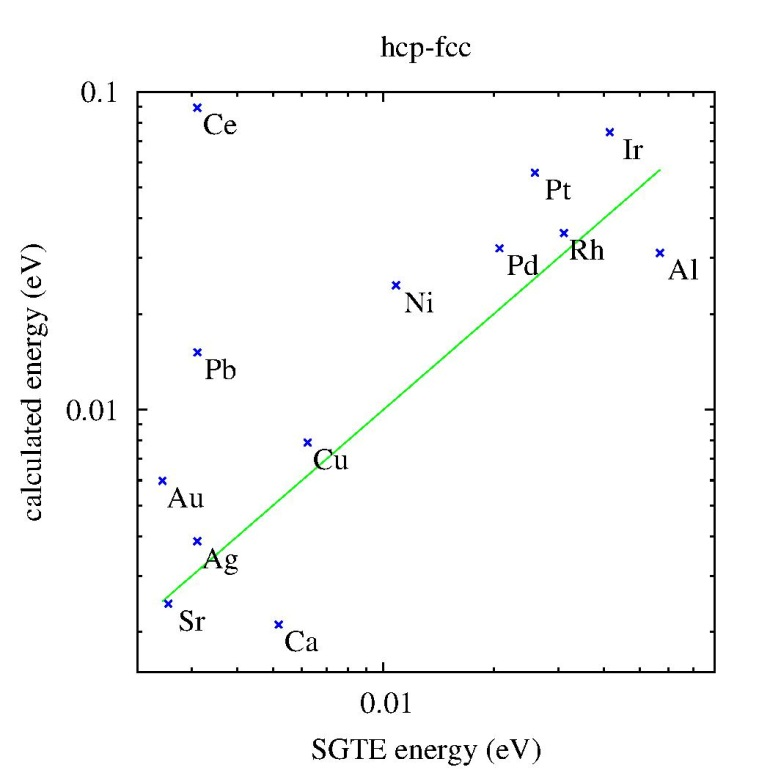 hcp-fcc
0.1
Ce
Ir
Pt
Rh
Pd
Al
Ni
Pb
0.01
Cu
Au
Ag
Sr
Ca
calculated energy (eV)
0.01
SGTE energy (eV)